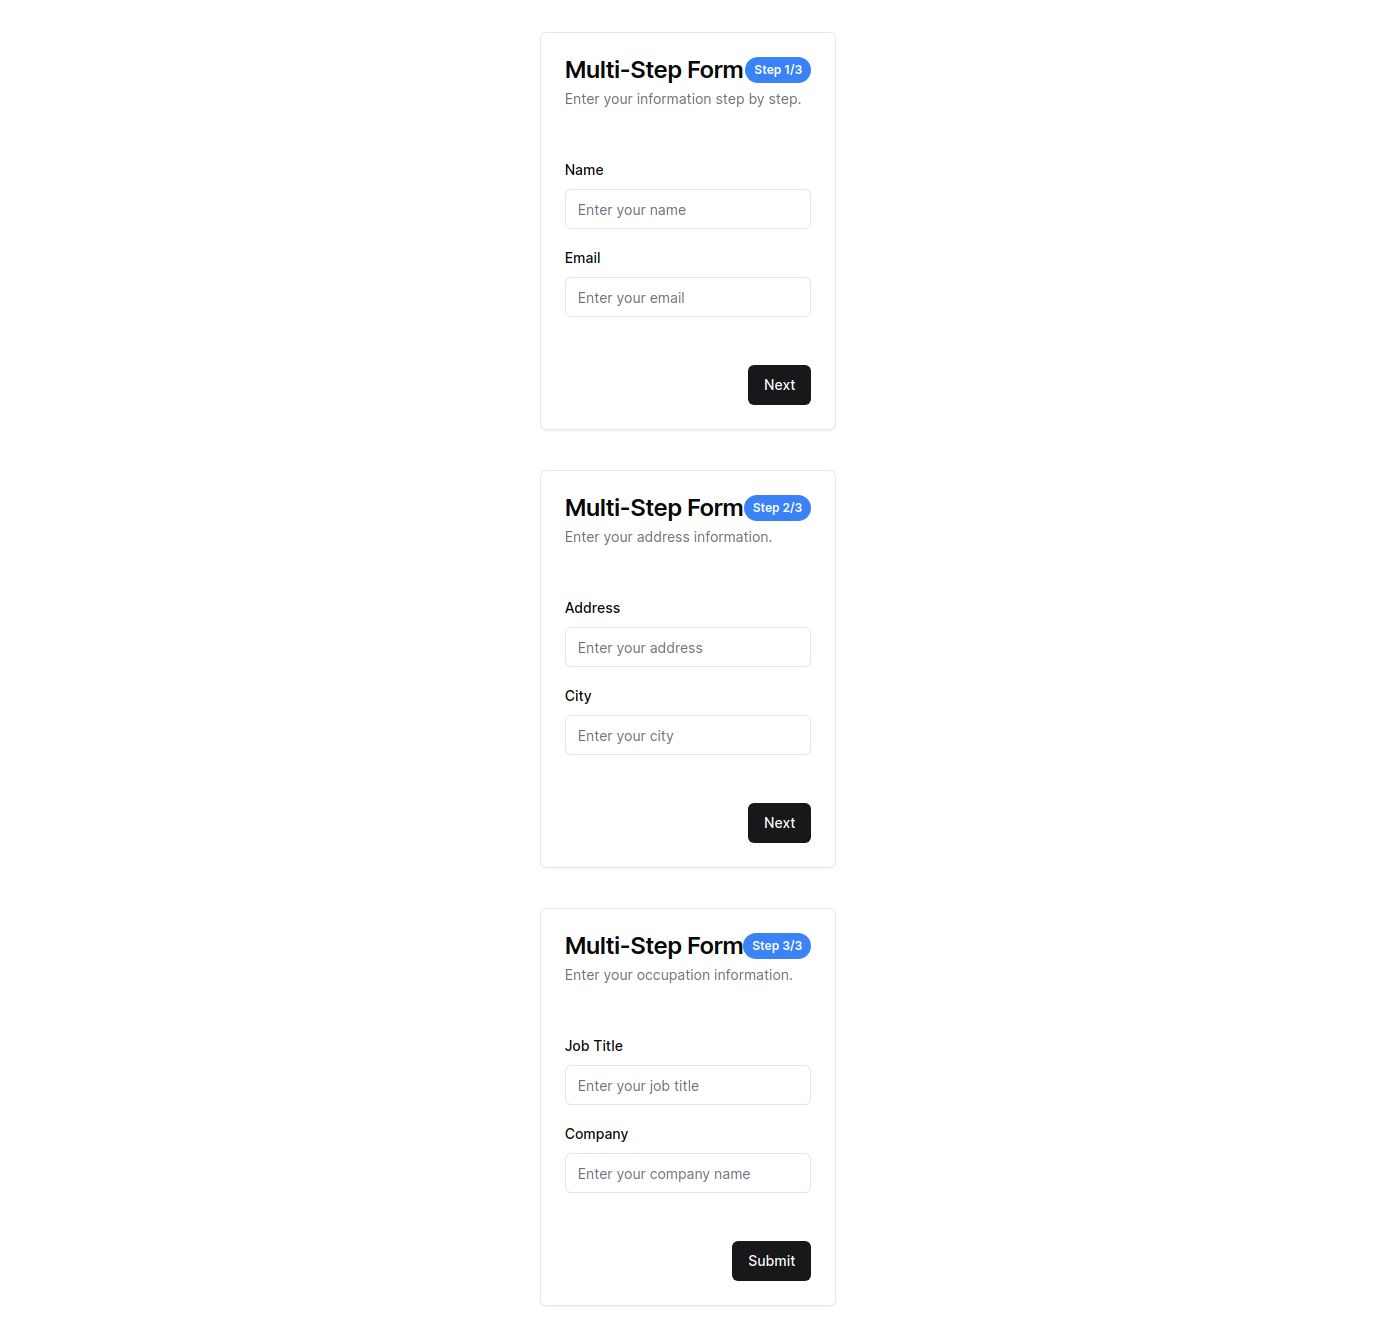 Multi-Step Form Step 1/3
Enter your information step by step.
Name
Enter your name
Email
Enter your email
Next
Multi-Step Form Step 2/3
Enter your address information.
Address
Enter your address
City
Enter your city
Next
Multi-Step Form Step 3/3
Enter your occupation information.
Job Title
Enter your job title
Company
Enter your company name
Submit